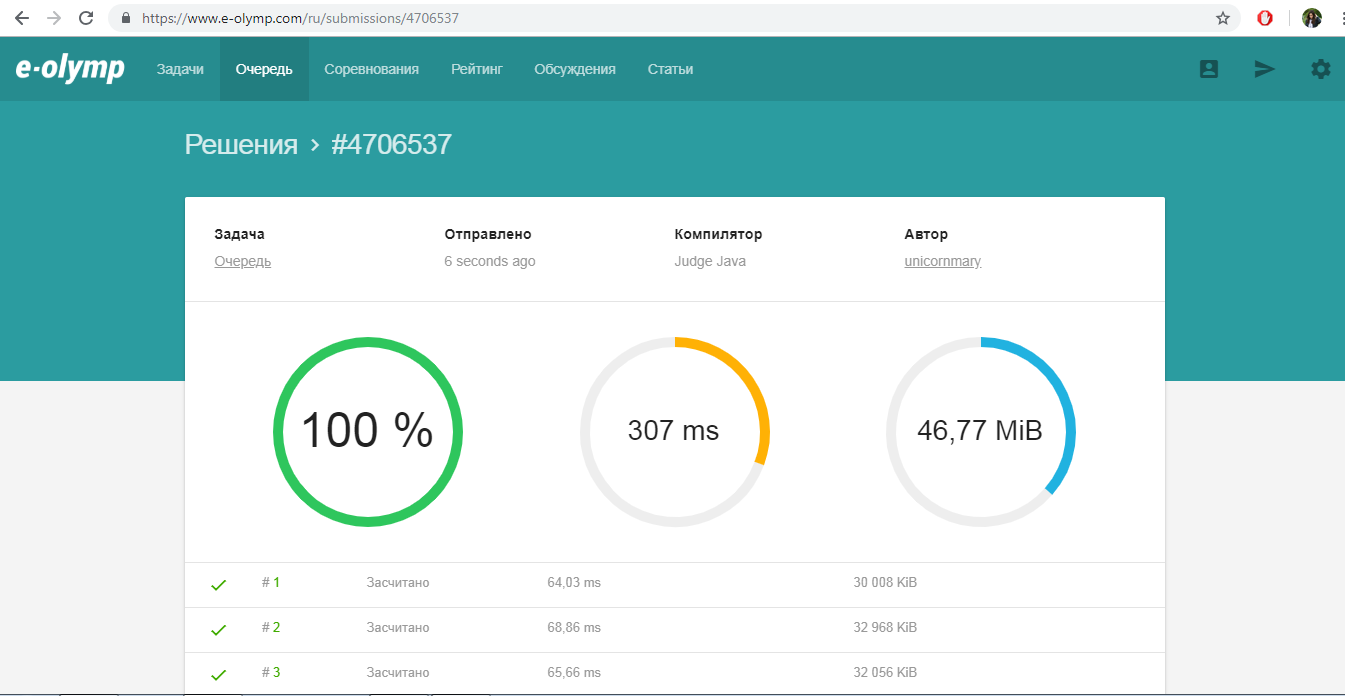 https://www.e-olymp.com/ru/submissions/4706537
e-olymp Задачи Очередь Соревнования Рейтинг Обсуждения Статьи
Решения › #4706537
Задача Отправлено Компилятор Автор
Очередь 6 seconds ago Judge Java unicornmary
100 % 307 ms 46,77 MiB
# 1 Засчитано 64,03 ms 30 008 KiB
# 2 Засчитано 68,86 ms 32 968 KiB
# 3 Засчитано 65,66 ms 32 056 KiB